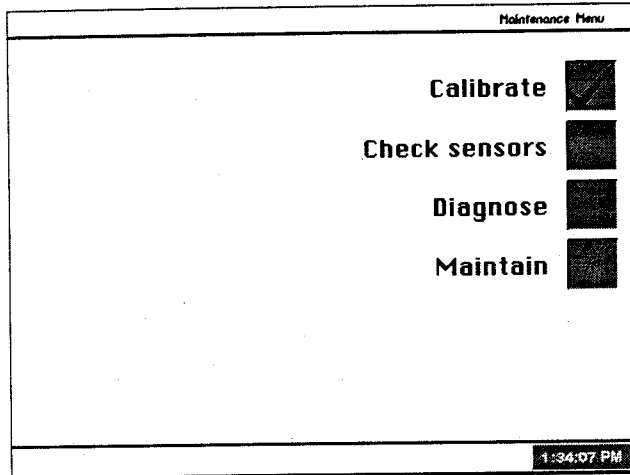 Maintenance Menu
Calibrate
Check sensors
Diagnose
Maintain
1:34:07 PM